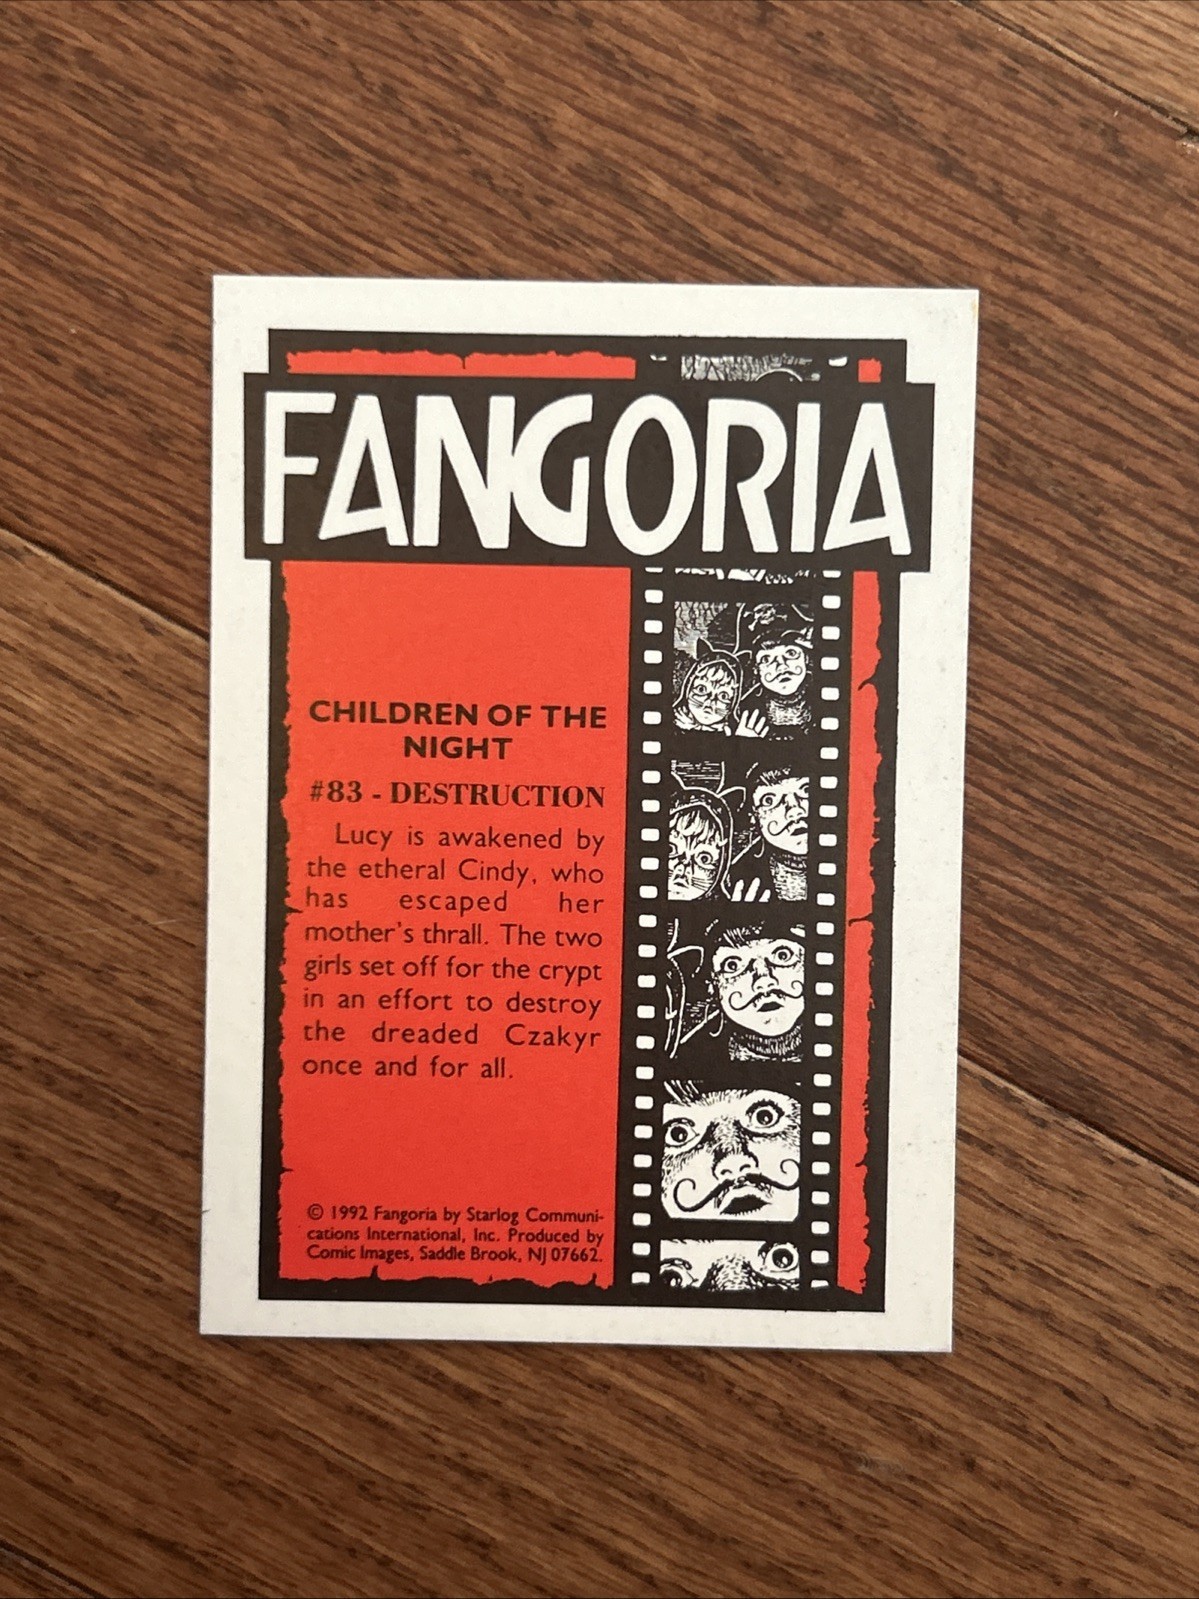 FANGORIA
CHILDREN OF THE
NIGHT
#83 - DESTRUCTION
Lucy is awakened by
the etheral Cindy, who
has escaped her
mother's thrall. The two
girls set off for the crypt
in an effort to destroy
the dreaded Czakyr
once and for all.
© 1992 Fangoria by Starlog Communi-
cations International, Inc. Produced by
Comic Images, Saddle Brook, NJ 07662.